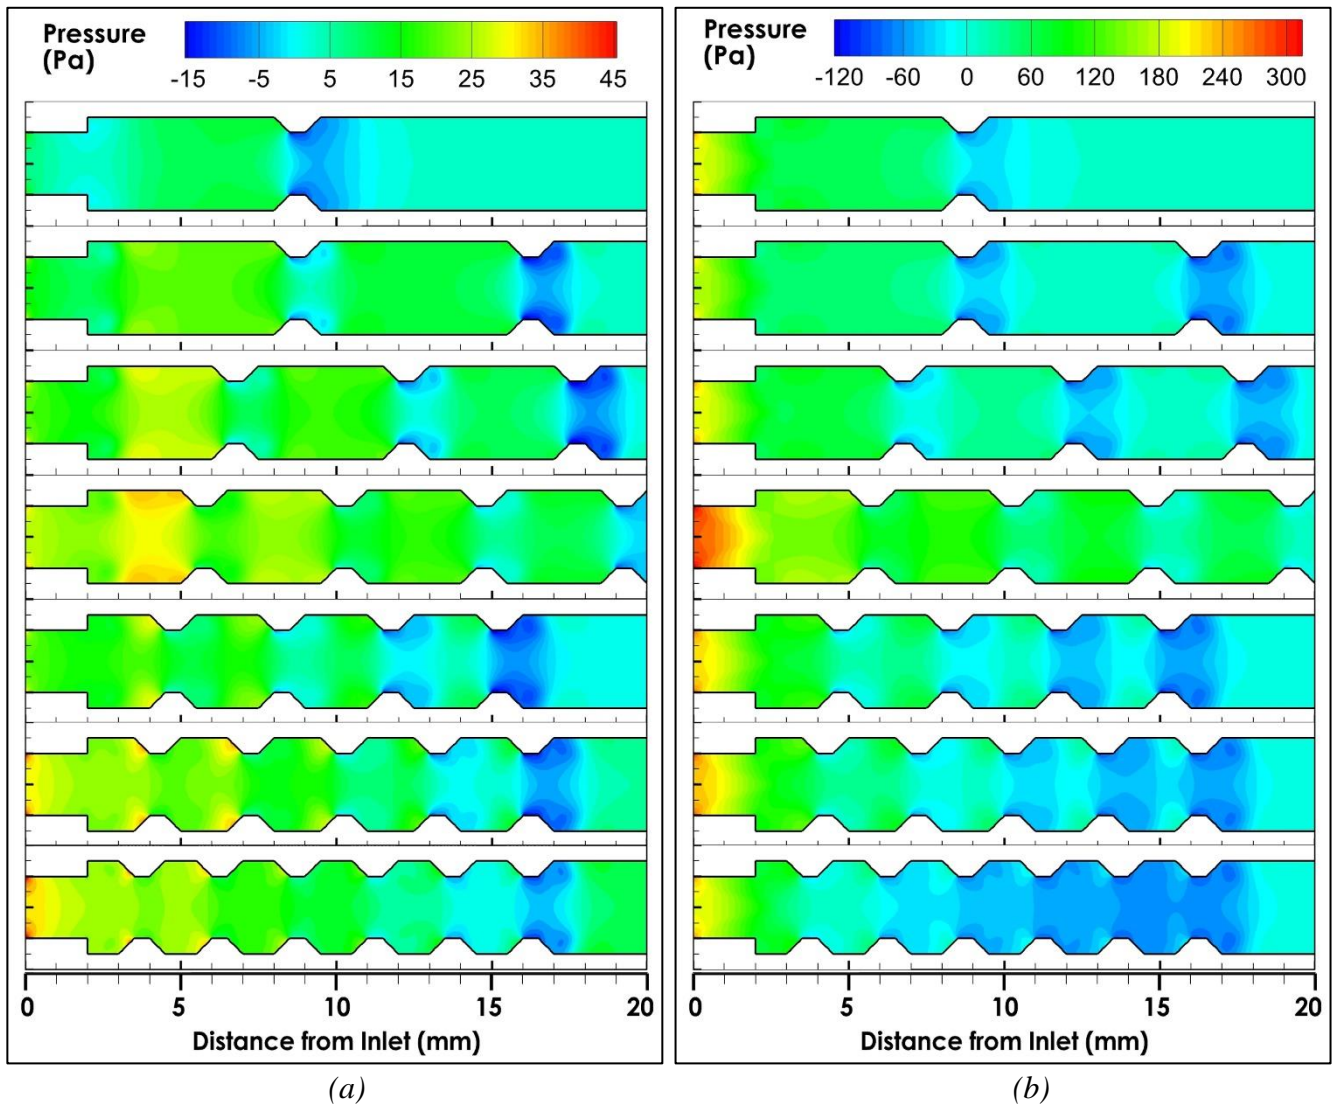 Pressure
(Pa)
-15 -5 5 15 25 35 45
0 5 10 15 20
Distance from Inlet (mm)
(a)
Pressure
(Pa)
-120 -60 0 60 120 180 240 300
0 5 10 15 20
Distance from Inlet (mm)
(b)